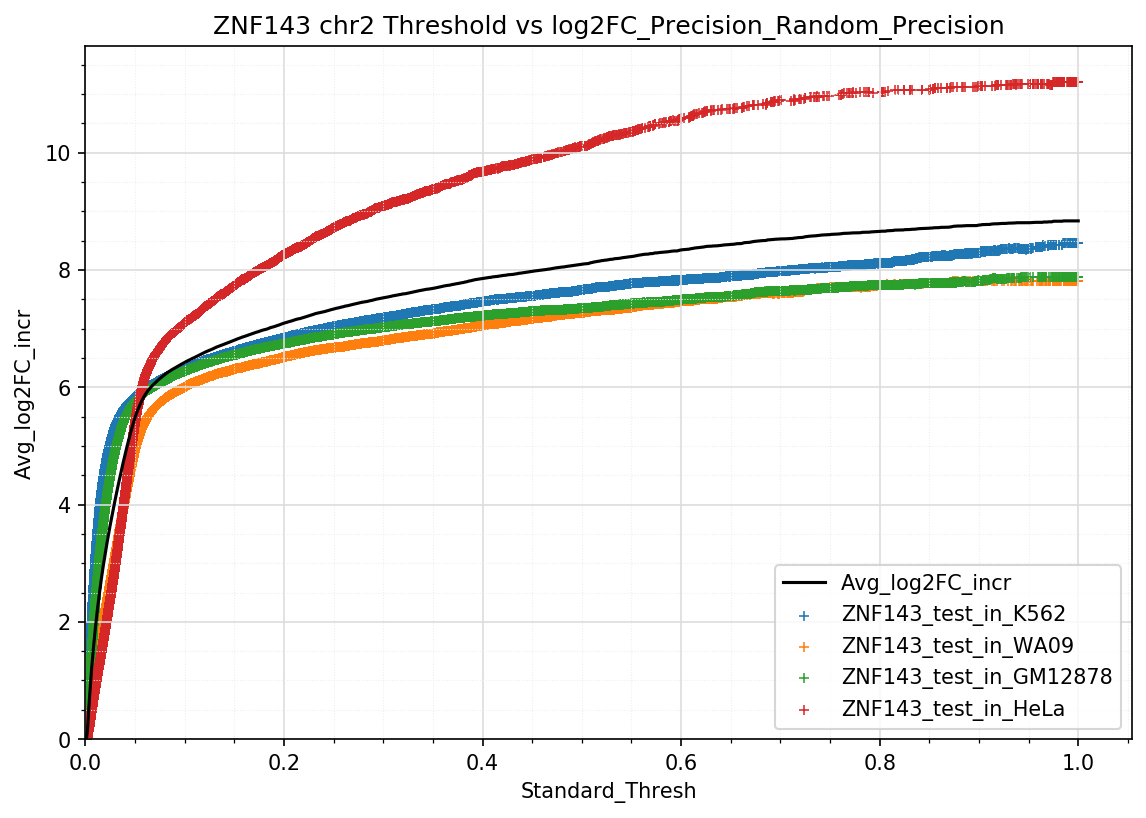 ZNF143 chr2 Threshold vs log2FC_Precision_Random_Precision
Avg_log2FC_incr
10
8
6
4
2
0
0.0 0.2 0.4 0.6 0.8 1.0
Standard_Thresh
Avg_log2FC_incr
ZNF143_test_in_K562
ZNF143_test_in_WA09
ZNF143_test_in_GM12878
ZNF143_test_in_HeLa